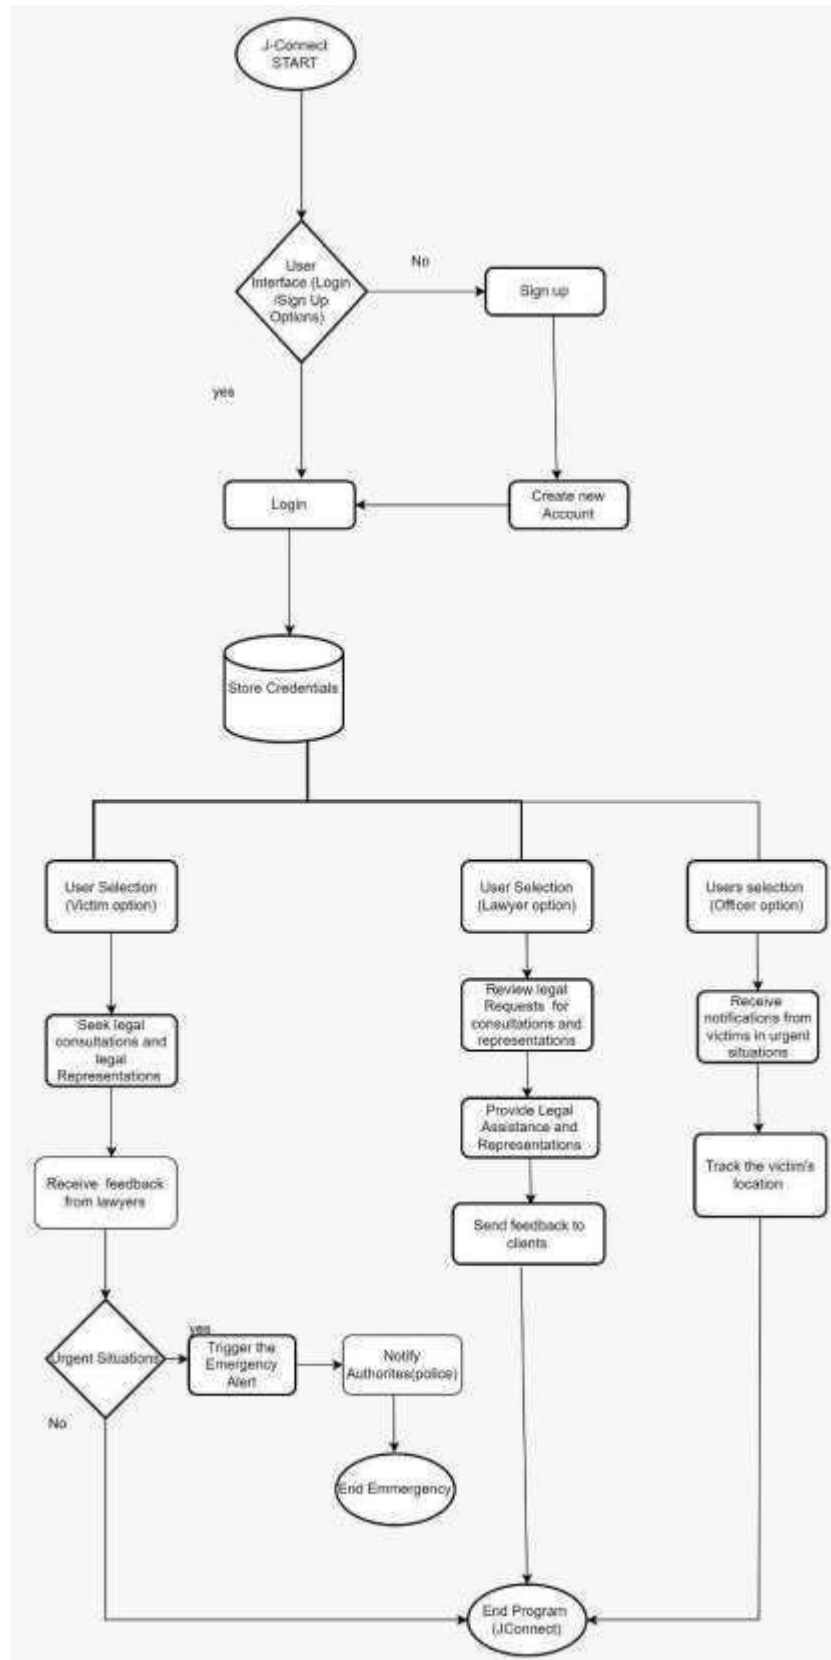 J-Connect
START
User
Interface (Login
/Sign Up
Options)
No
Sign up
yes
Login
Create new
Account
Store Credentials
User Selection
(Victim option)
User Selection
(Lawyer option)
Users selection
(Officer option)
Seek legal
consultations and
legal
Representations
Review legal
Requests for
consultations and
representations
Receive
notifications from
victims in urgent
situations
Provide Legal
Assistance and
Representations
Receive feedback
from lawyers
Track the victim's
location
Send feedback to
clients
Urgent Situations
yes
Trigger the
Emergency
Alert
Notify
Authorites(police)
No
End Emmergency
End Program
(JConnect)